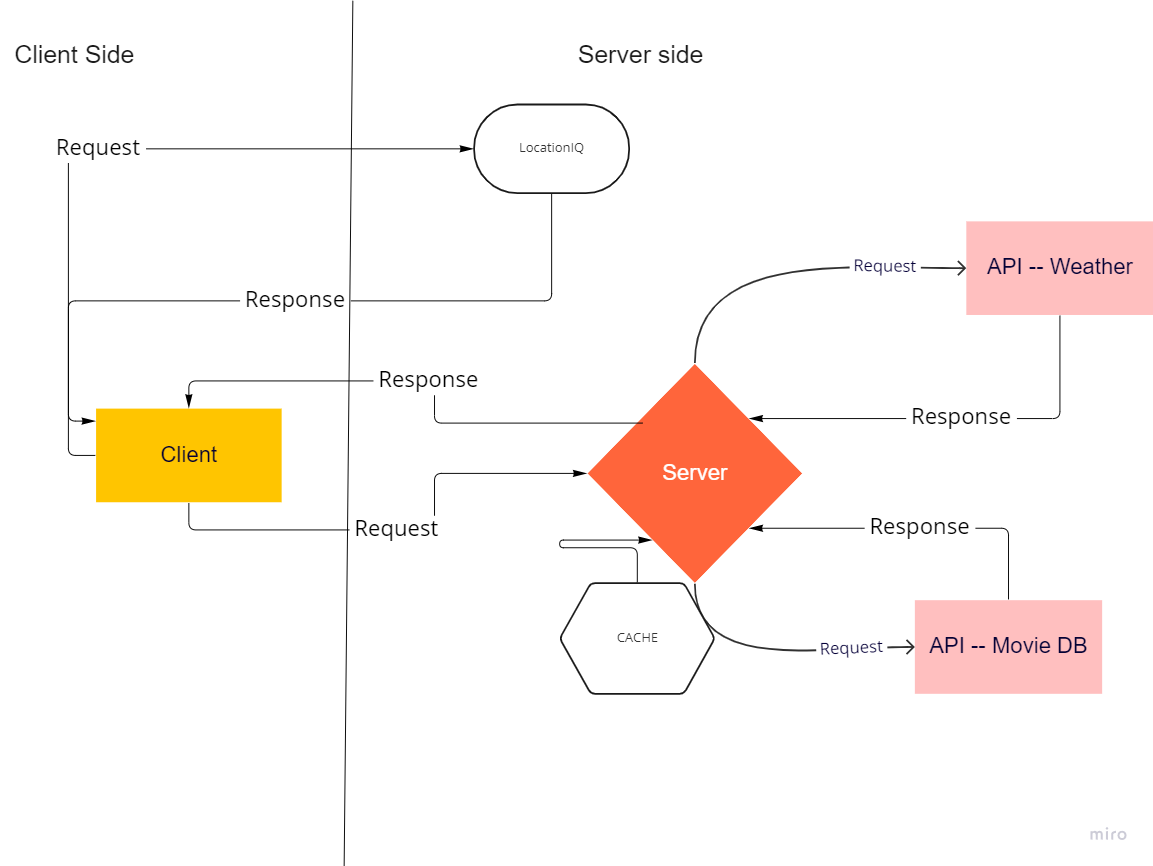 Client Side
Server side
Request
LocationIQ
Request
API -- Weather
Response
Response
Response
Client
Server
Request
Response
CACHE
Request
API -- Movie DB
miro